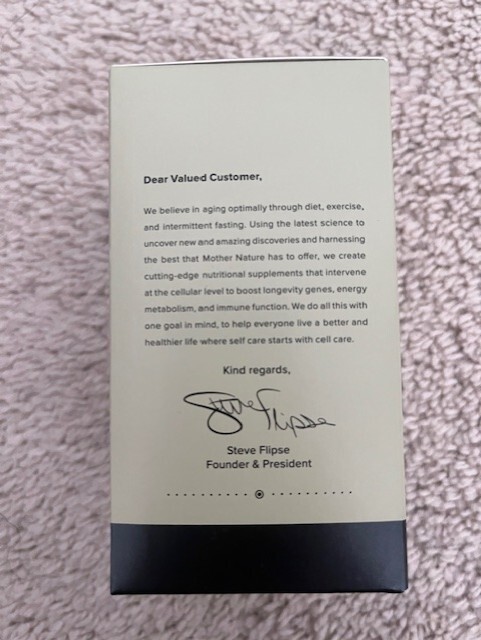 Dear Valued Customer,
We believe in aging optimally through diet, exercise,
and intermittent fasting. Using the latest science to
uncover new and amazing discoveries and harnessing
the best that Mother Nature has to offer, we create
cutting-edge nutritional supplements that intervene
at the cellular level to boost longevity genes, energy
metabolism, and immune function. We do all this with
one goal in mind, to help everyone live a better and
healthier life where self care starts with cell care.
Kind regards,
Steve Flipse
Steve Flipse
Founder & President